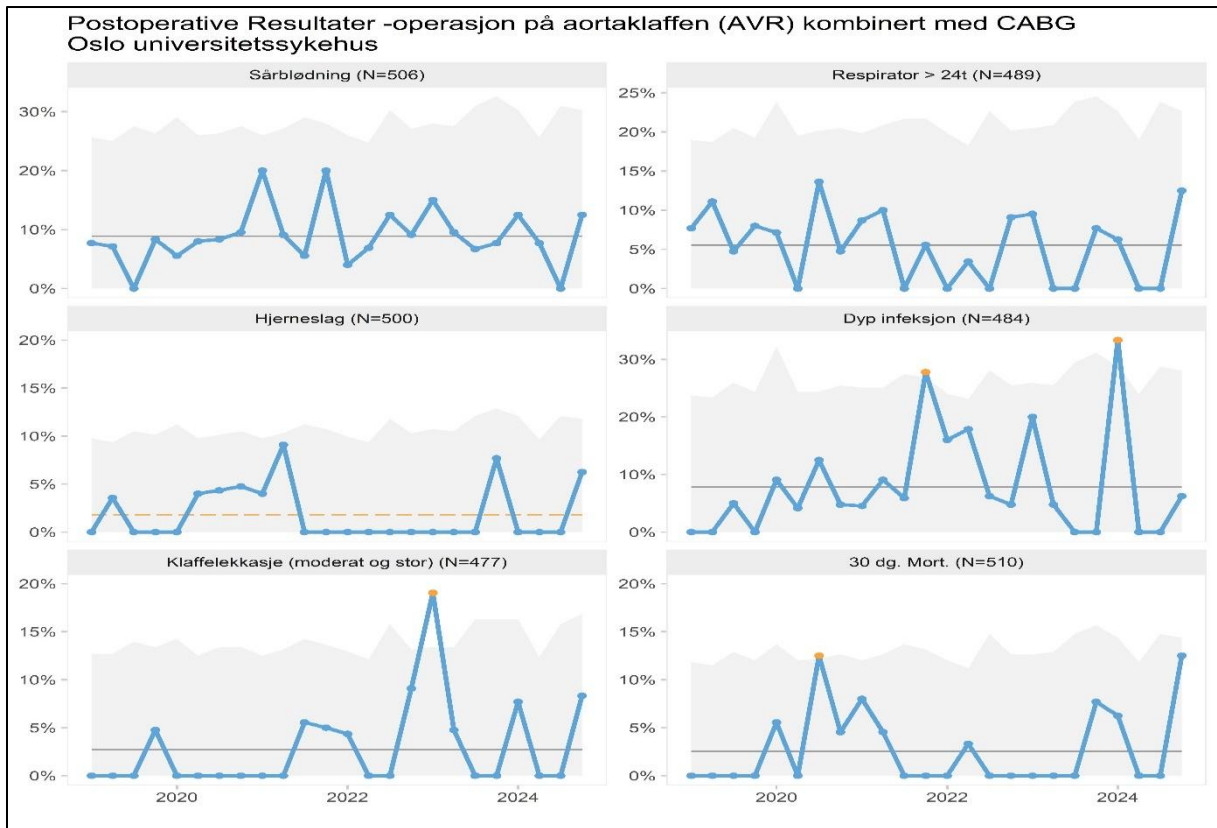 Postoperative Resultater -operasjon på aortaklaffen (AVR) kombinert med CABG
Oslo universitetssykehus
Sårblødning (N=506)
30%
20%
10%
0%
Respirator > 24t (N=489)
25%
20%
15%
10%
5%
0%
Hjerneslag (N=500)
20%
15%
10%
5%
0%
Dyp infeksjon (N=484)
30%
20%
10%
0%
Klaffelekkasje (moderat og stor) (N=477)
20%
15%
10%
5%
0%
2020 2022 2024
30 dg. Mort. (N=510)
20%
15%
10%
5%
0%
2020 2022 2024